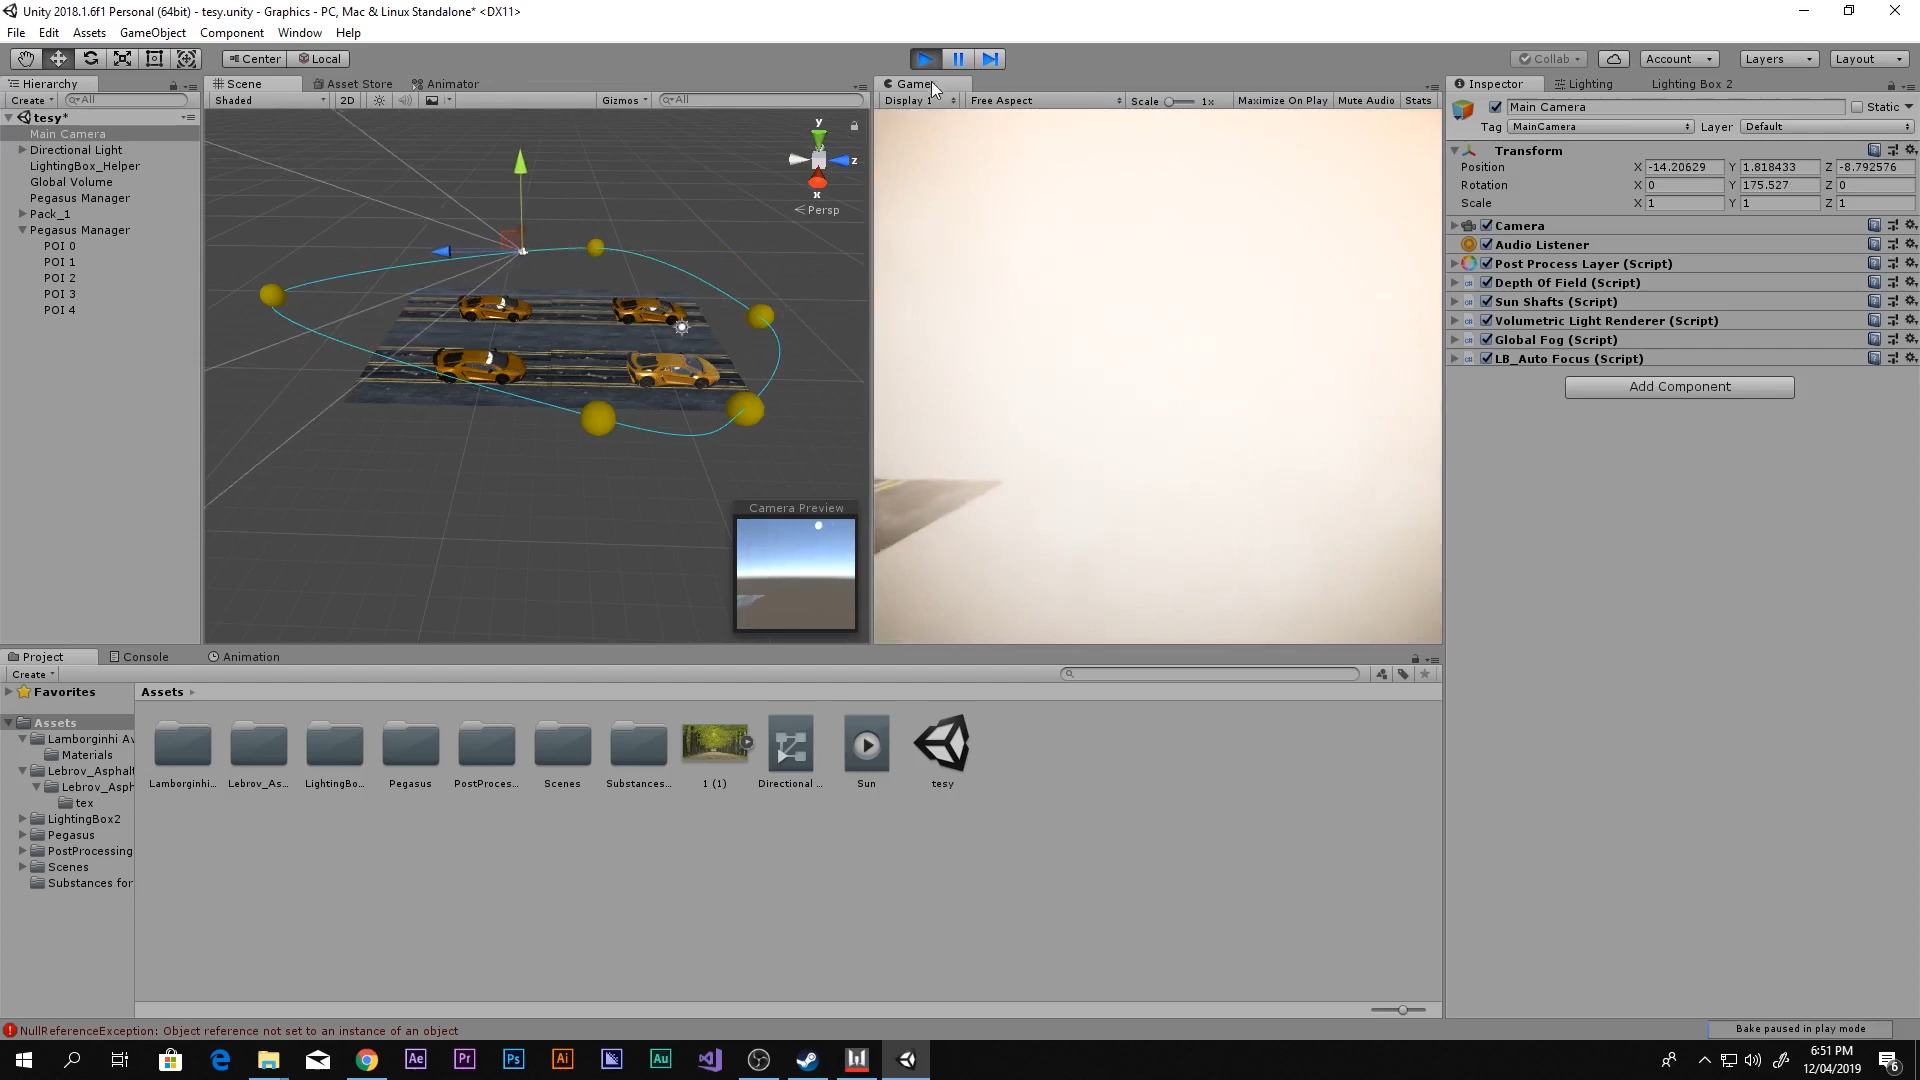 Unity 2018.1.6f1 Personal (64bit) - tesy.unity - Graphics - PC, Mac & Linux Standalone* <DX11>
File Edit Assets GameObject Component Window Help
Center Local
Collab Account Layers Layout
Hierarchy
Create All
tesy*
Main Camera
Directional Light
LightingBox_Helper
Global Volume
Pegasus Manager
Pack_1
Pegasus Manager
POI 0
POI 1
POI 2
POI 3
POI 4
Scene Asset Store Animator
Shaded 2D Gizmos All
y
z
x
Persp
Camera Preview
Game
Display 1 Free Aspect Scale 1x Maximize On Play Mute Audio Stats
Inspector Lighting Lighting Box 2
Main Camera Static
Tag MainCamera Layer Default
Transform
Position X -14.20629 Y 1.818433 Z -8.792576
Rotation X 0 Y 175.527 Z 0
Scale X 1 Y 1 Z 1
Camera
Audio Listener
Post Process Layer (Script)
Depth Of Field (Script)
Sun Shafts (Script)
Volumetric Light Renderer (Script)
Global Fog (Script)
LB_Auto Focus (Script)
Add Component
Project Console Animation
Create
Favorites
Assets
Lamborginhi Av
Materials
Lebrov_Asphalt
Lebrov_Asph
tex
LightingBox2
Pegasus
PostProcessing
Scenes
Substances for
Assets
Lamborginhi... Lebrov_As... LightingBo... Pegasus PostProces... Scenes Substances... 1 (1) Directional ... Sun tesy
NullReferenceException: Object reference not set to an instance of an object
Bake paused in play mode
Ae Pr Ps Ai Au
6:51 PM
12/04/2019
6